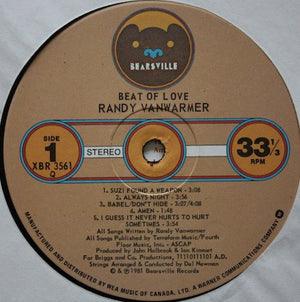 BEARSVILLE
BEAT OF LOVE
RANDY VANWARMER
SIDE
1
XBR 3561
Q
STEREO
33 1/3
RPM
1. SUZI FOUND A WEAPON - 3:08
2. ALWAYS NIGHT - 3:56
3. BABEL/DON'T HIDE - 3:27/4:08
4. AMEN - 1:48
5. I GUESS IT NEVER HURTS TO HURT
SOMETIMES - 3:54
All Songs Written by Randy Vanwarmer
All Songs Published by Terraform Music/Fourth
Floor Music, Inc. - ASCAP
Produced by John Holbrook & Ian Kimmet
For Briggs and Co. Productions, 71110111101 A.D.
Strings Arranged & Conducted by Del Newman
© ℗ 1981 Bearsville Records
MANUFACTURED AND DISTRIBUTED BY WEA MUSIC OF CANADA, LTD. A WARNER COMMUNICATIONS COMPANY